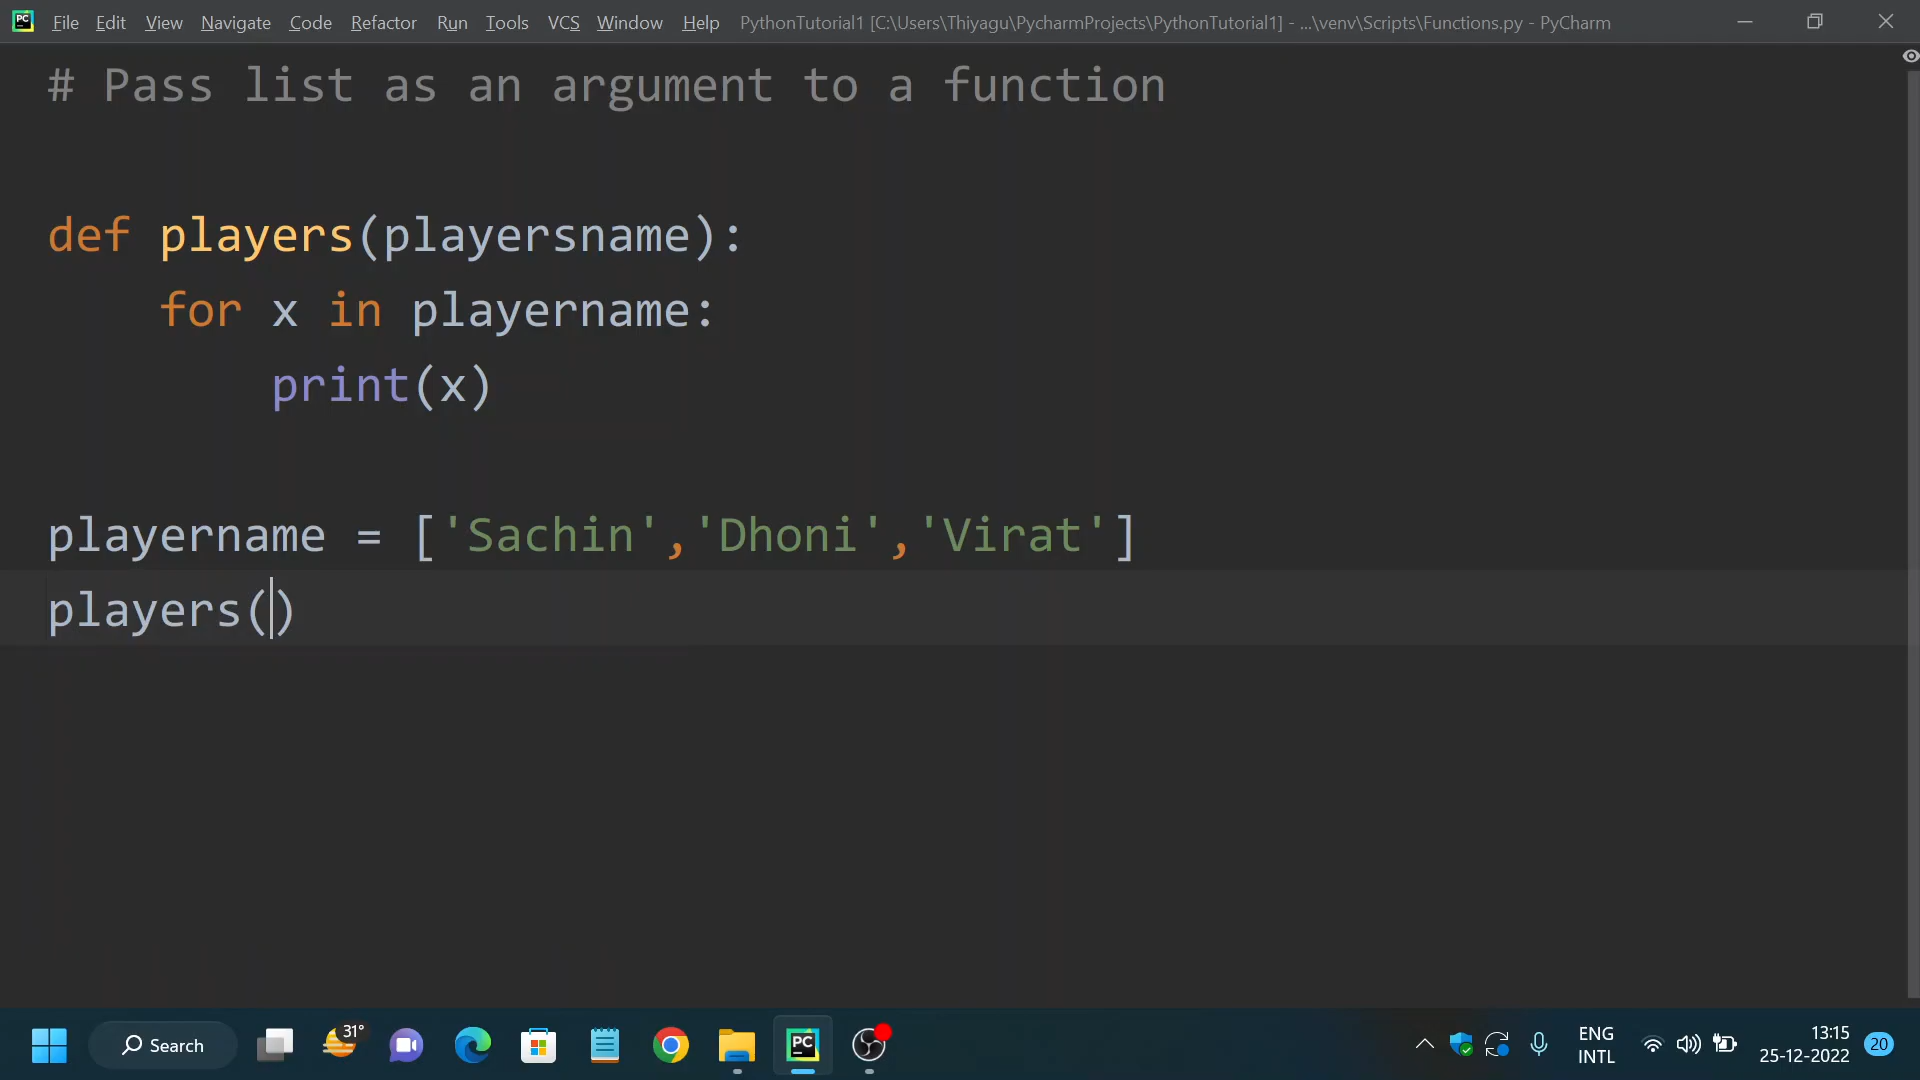 PC File Edit View Navigate Code Refactor Run Tools VCS Window Help PythonTutorial1 [C:\Users\Thiyagu\PycharmProjects\PythonTutorial1] - ...\venv\Scripts\Functions.py - PyCharm
# Pass list as an argument to a function
def players(playersname):
    for x in playername:
        print(x)
playername = ['Sachin','Dhoni','Virat']
players()
Search
31°
PC
ENG
INTL
13:15
25-12-2022
20